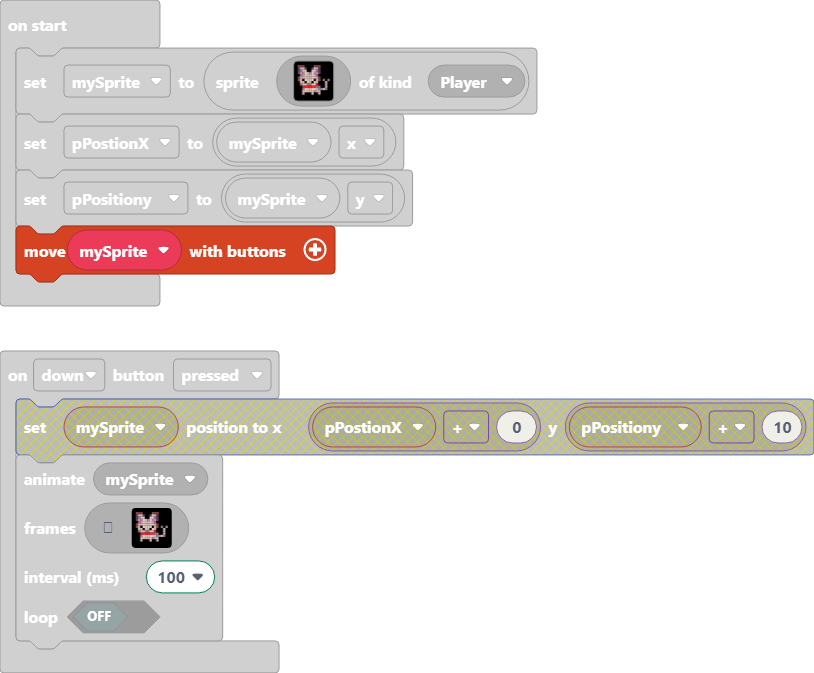 on start
set mySprite to sprite of kind Player
set pPostionX to mySprite x
set pPositiony to mySprite y
move mySprite with buttons
on down button pressed
set mySprite position to x pPostionX + 0 y pPositiony + 10
animate mySprite
frames
interval (ms) 100
loop OFF